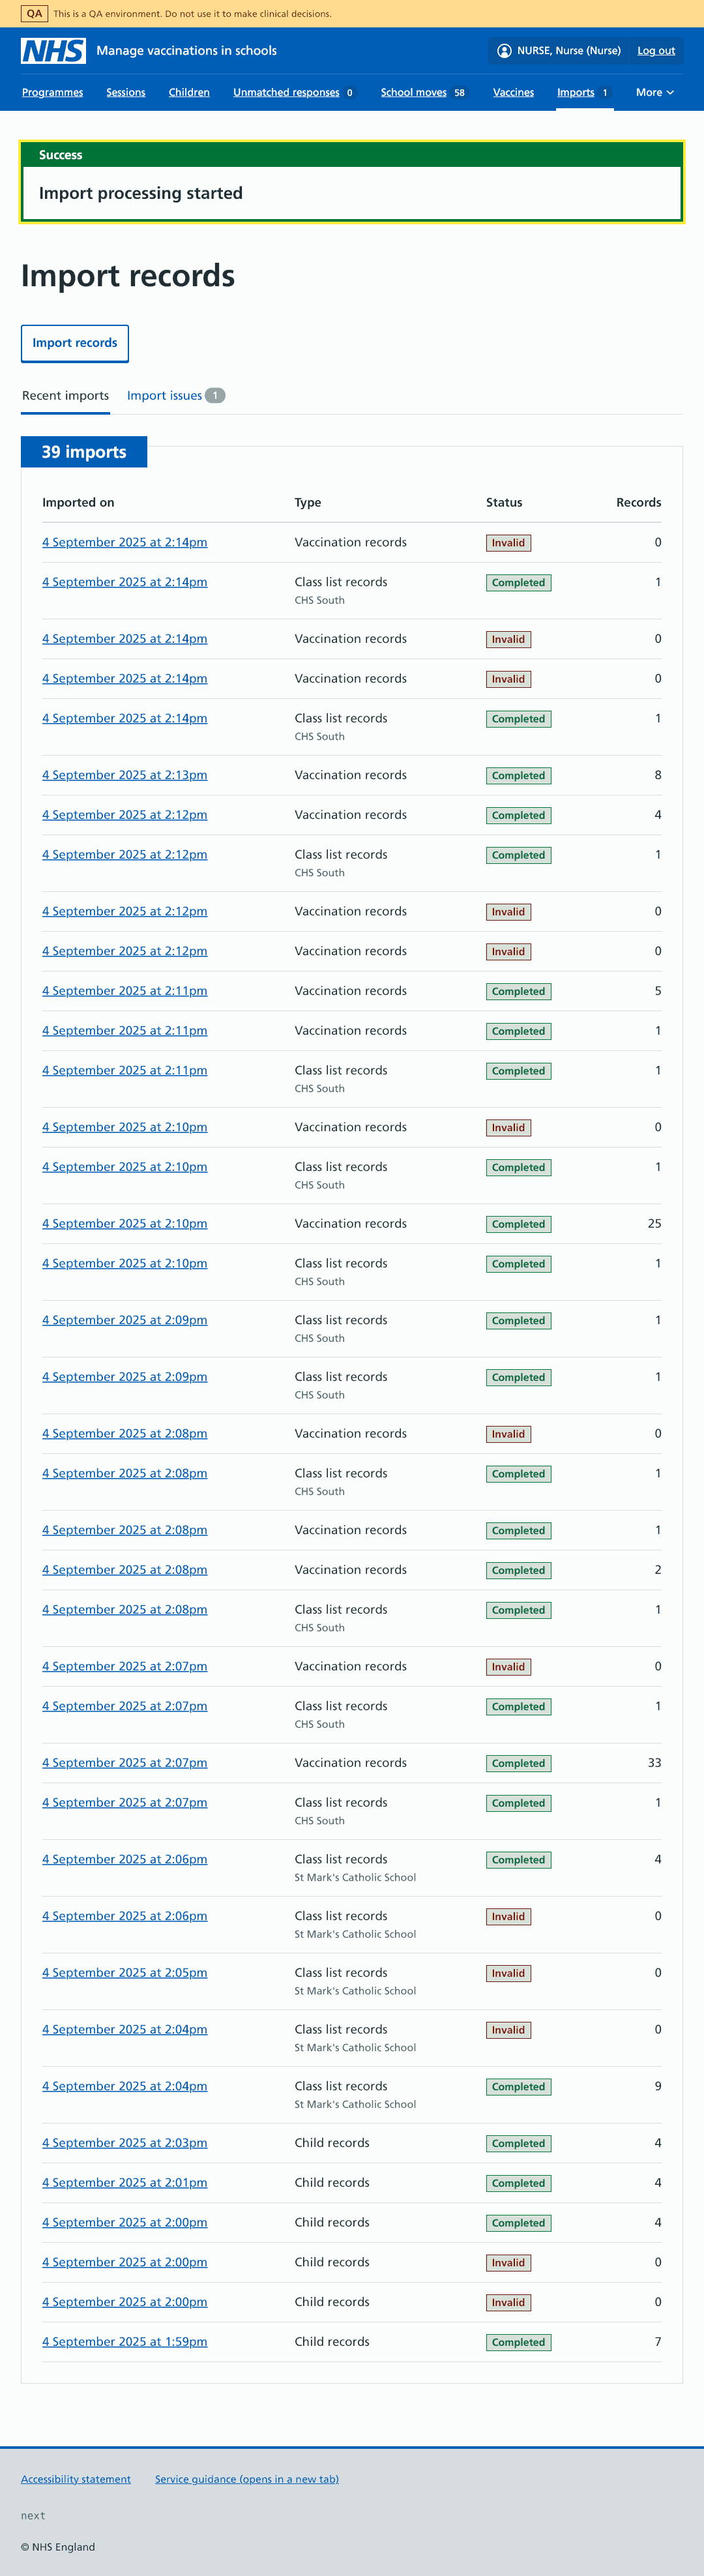 QA This is a QA environment. Do not use it to make clinical decisions.
NHS Manage vaccinations in schools NURSE, Nurse (Nurse) Log out
Programmes Sessions Children Unmatched responses 0 School moves 58 Vaccines Imports 1 More
Success
Import processing started
Import records
Import records
Recent imports Import issues 1
39 imports
Imported on Type Status Records
4 September 2025 at 2:14pm Vaccination records Invalid 0
4 September 2025 at 2:14pm Class list records Completed 1
CHS South
4 September 2025 at 2:14pm Vaccination records Invalid 0
4 September 2025 at 2:14pm Vaccination records Invalid 0
4 September 2025 at 2:14pm Class list records Completed 1
CHS South
4 September 2025 at 2:13pm Vaccination records Completed 8
4 September 2025 at 2:12pm Vaccination records Completed 4
4 September 2025 at 2:12pm Class list records Completed 1
CHS South
4 September 2025 at 2:12pm Vaccination records Invalid 0
4 September 2025 at 2:12pm Vaccination records Invalid 0
4 September 2025 at 2:11pm Vaccination records Completed 5
4 September 2025 at 2:11pm Vaccination records Completed 1
4 September 2025 at 2:11pm Class list records Completed 1
CHS South
4 September 2025 at 2:10pm Vaccination records Invalid 0
4 September 2025 at 2:10pm Class list records Completed 1
CHS South
4 September 2025 at 2:10pm Vaccination records Completed 25
4 September 2025 at 2:10pm Class list records Completed 1
CHS South
4 September 2025 at 2:09pm Class list records Completed 1
CHS South
4 September 2025 at 2:09pm Class list records Completed 1
CHS South
4 September 2025 at 2:08pm Vaccination records Invalid 0
4 September 2025 at 2:08pm Class list records Completed 1
CHS South
4 September 2025 at 2:08pm Vaccination records Completed 1
4 September 2025 at 2:08pm Vaccination records Completed 2
4 September 2025 at 2:08pm Class list records Completed 1
CHS South
4 September 2025 at 2:07pm Vaccination records Invalid 0
4 September 2025 at 2:07pm Class list records Completed 1
CHS South
4 September 2025 at 2:07pm Vaccination records Completed 33
4 September 2025 at 2:07pm Class list records Completed 1
CHS South
4 September 2025 at 2:06pm Class list records Completed 4
St Mark's Catholic School
4 September 2025 at 2:06pm Class list records Invalid 0
St Mark's Catholic School
4 September 2025 at 2:05pm Class list records Invalid 0
St Mark's Catholic School
4 September 2025 at 2:04pm Class list records Invalid 0
St Mark's Catholic School
4 September 2025 at 2:04pm Class list records Completed 9
St Mark's Catholic School
4 September 2025 at 2:03pm Child records Completed 4
4 September 2025 at 2:01pm Child records Completed 4
4 September 2025 at 2:00pm Child records Completed 4
4 September 2025 at 2:00pm Child records Invalid 0
4 September 2025 at 2:00pm Child records Invalid 0
4 September 2025 at 1:59pm Child records Completed 7
Accessibility statement Service guidance (opens in a new tab)
next
© NHS England